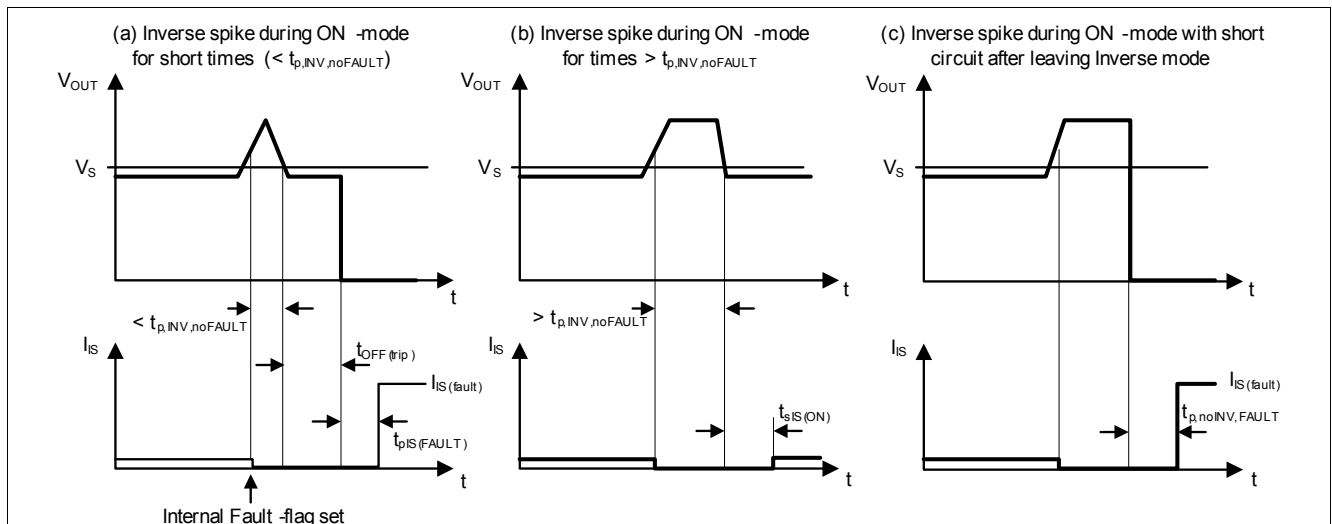 (a) Inverse spike during ON -mode
for short times (< tp,INV,noFAULT)
VOUT
VS
t
< tp,INV,noFAULT
IIS
tOFF(trip)
IIS(fault)
tpIS(FAULT)
t
Internal Fault -flag set
(b) Inverse spike during ON -mode
for times > tp,INV,noFAULT
VOUT
VS
t
> tp,INV,noFAULT
IIS
tsIS(ON)
t
(c) Inverse spike during ON -mode with short
circuit after leaving Inverse mode
VOUT
VS
t
IIS
IIS(fault)
tp,noINV,FAULT
t